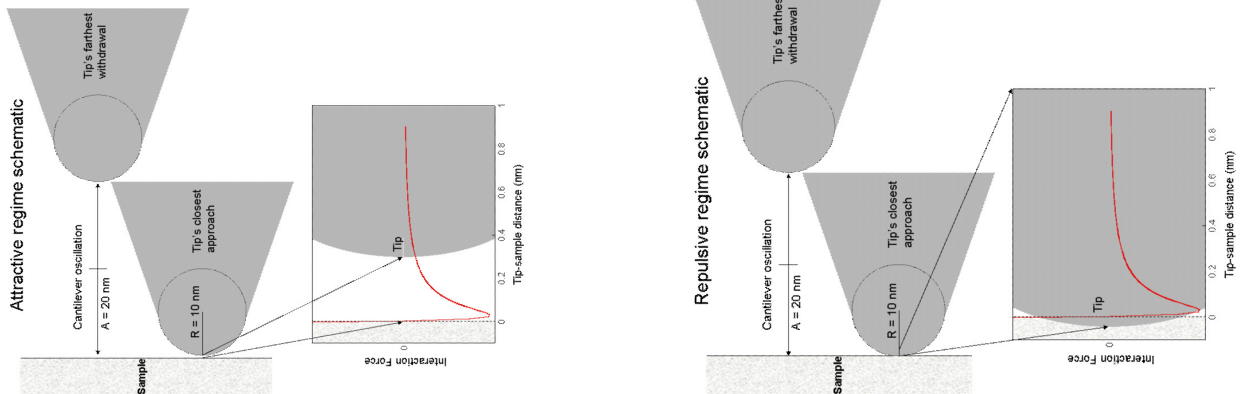 Attractive regime schematic
Tip's farthest
withdrawal
Cantilever oscillation
A = 20 nm
Tip's closest
approach
R = 10 nm
Sample
Tip
0
0.2
0.4
0.6
0.8
1
Tip-sample distance (nm)
0
Interaction Force
Repulsive regime schematic
Tip's farthest
withdrawal
Cantilever oscillation
A = 20 nm
Tip's closest
approach
R = 10 nm
Sample
Tip
0
0.2
0.4
0.6
0.8
1
Tip-sample distance (nm)
0
Interaction Force